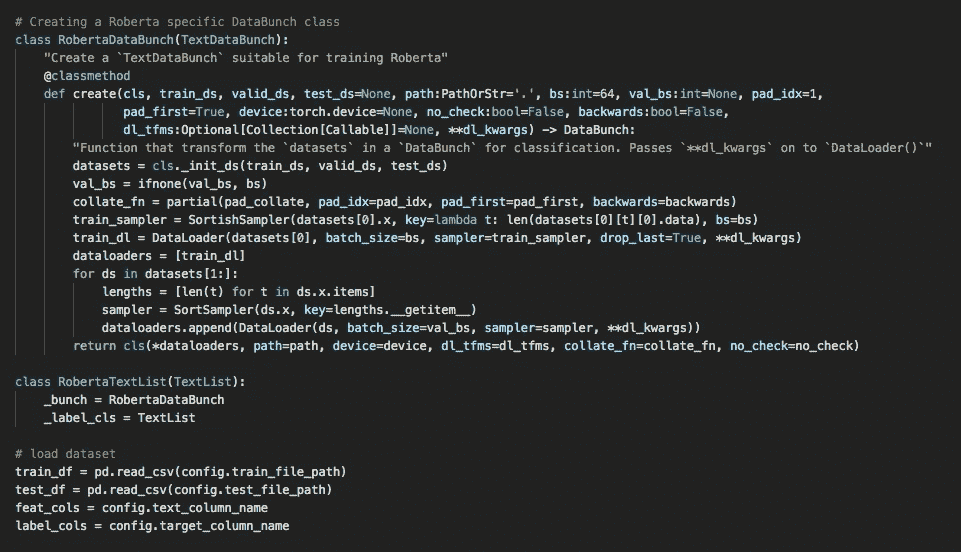 # Creating a Roberta specific DataBunch class
class RobertaDataBunch(TextDataBunch):
    "Create a `TextDataBunch` suitable for training Roberta"
    @classmethod
    def create(cls, train_ds, valid_ds, test_ds=None, path:PathOrStr='.', bs:int=64, val_bs:int=None, pad_idx=1,
               pad_first=True, device:torch.device=None, no_check:bool=False, backwards:bool=False,
               dl_tfms:Optional[Collection[Callable]]=None, **dl_kwargs) -> DataBunch:
        "Function that transform the `datasets` in a `DataBunch` for classification. Passes `**dl_kwargs` on to `DataLoader()`"
        datasets = cls._init_ds(train_ds, valid_ds, test_ds)
        val_bs = ifnone(val_bs, bs)
        collate_fn = partial(pad_collate, pad_idx=pad_idx, pad_first=pad_first, backwards=backwards)
        train_sampler = SortishSampler(datasets[0].x, key=lambda t: len(datasets[0][t][0].data), bs=bs)
        train_dl = DataLoader(datasets[0], batch_size=bs, sampler=train_sampler, drop_last=True, **dl_kwargs)
        dataloaders = [train_dl]
        for ds in datasets[1:]:
            lengths = [len(t) for t in ds.x.items]
            sampler = SortSampler(ds.x, key=lengths.__getitem__)
            dataloaders.append(DataLoader(ds, batch_size=val_bs, sampler=sampler, **dl_kwargs))
        return cls(*dataloaders, path=path, device=device, dl_tfms=dl_tfms, collate_fn=collate_fn, no_check=no_check)

class RobertaTextList(TextList):
    _bunch = RobertaDataBunch
    _label_cls = TextList

# load dataset
train_df = pd.read_csv(config.train_file_path)
test_df = pd.read_csv(config.test_file_path)
feat_cols = config.text_column_name
label_cols = config.target_column_name